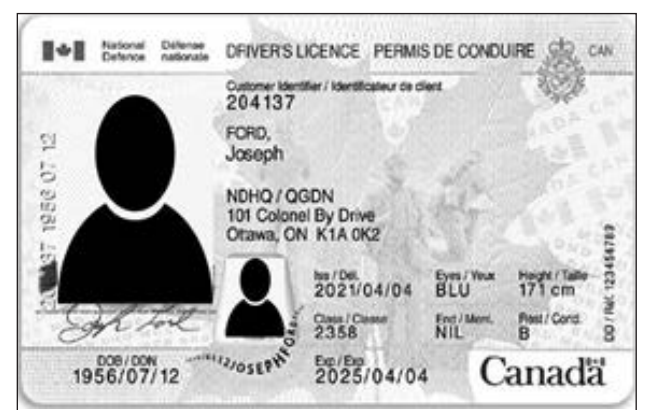 National Défense
Defence nationale
DRIVER'S LICENCE PERMIS DE CONDUIRE
CAN
Customer Identifier / Identificateur de client
204137
FORD,
Joseph
NDHQ / QGDN
101 Colonel By Drive
Ottawa, ON K1A 0K2
Iss / Dél.
2021/04/04
Eyes / Yeux
BLU
Height / Taille
171 cm
Class / Classe
2358
End / Ment.
NIL
Rest / Cond.
B
Exp / Exp
2025/04/04
DOB / DDN
1956/07/12
Canada
DD / Réf. 123456789
1956 07 12
JOSEPHFORD